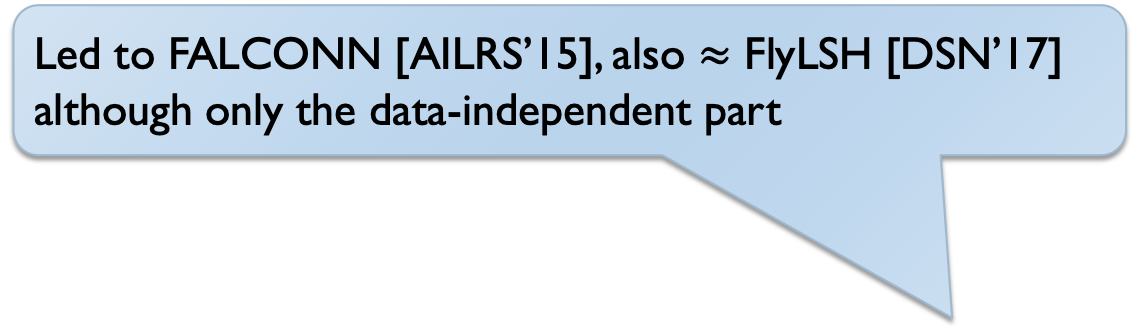 Led to FALCONN [AILRS’15], also ≈ FlyLSH [DSN’17]
although only the data-independent part